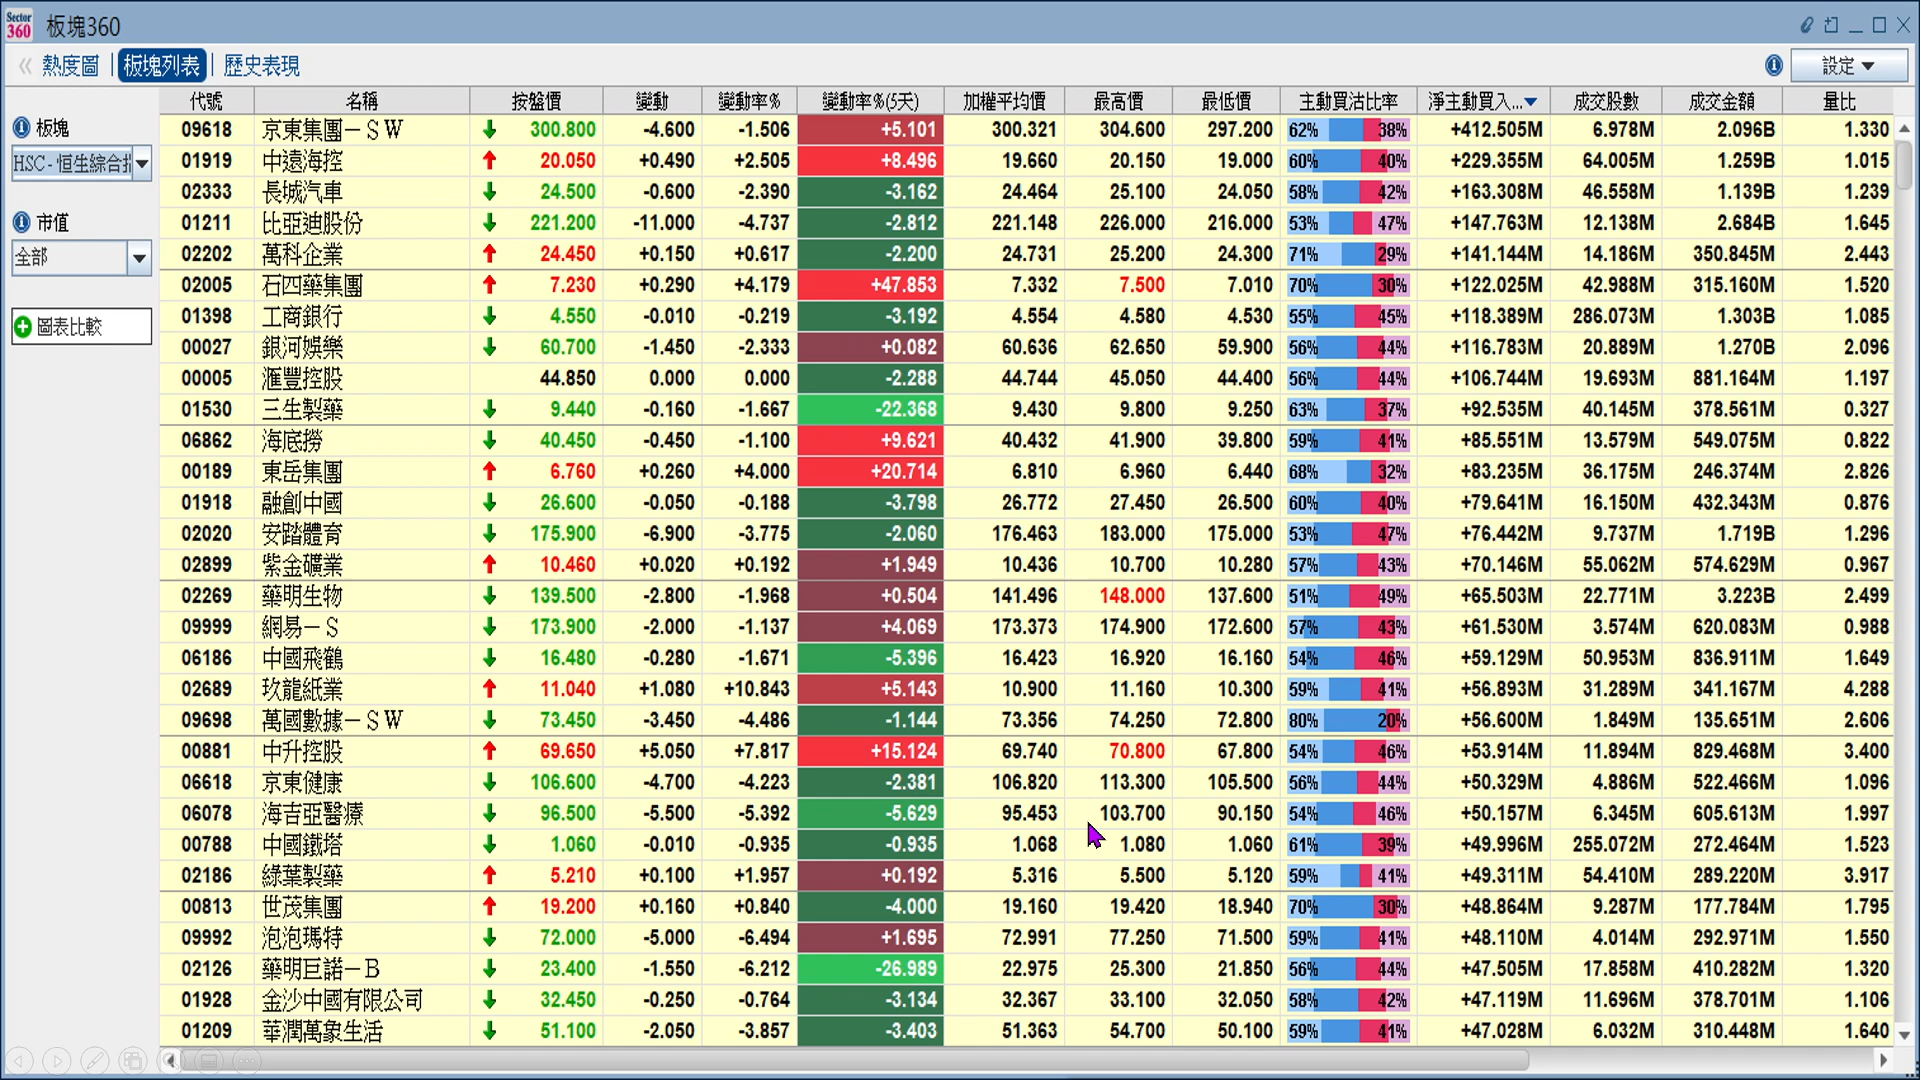 Sector 360 板塊360
熱度圖 板塊列表 歷史表現 設定
代號 名稱 按盤價 變動 變動率% 變動率%(5天) 加權平均價 最高價 最低價 主動買沽比率 淨主動買入... 成交股數 成交金額 量比
板塊
HSC - 恒生綜合指
市值
全部
圖表比較
09618 京東集團－ＳＷ 300.800 -4.600 -1.506 +5.101 300.321 304.600 297.200 62% 38% +412.505M 6.978M 2.096B 1.330
01919 中遠海控 20.050 +0.490 +2.505 +8.496 19.660 20.150 19.000 60% 40% +229.355M 64.005M 1.259B 1.015
02333 長城汽車 24.500 -0.600 -2.390 -3.162 24.464 25.100 24.050 58% 42% +163.308M 46.558M 1.139B 1.239
01211 比亞迪股份 221.200 -11.000 -4.737 -2.812 221.148 226.000 216.000 53% 47% +147.763M 12.138M 2.684B 1.645
02202 萬科企業 24.450 +0.150 +0.617 -2.200 24.731 25.200 24.300 71% 29% +141.144M 14.186M 350.845M 2.443
02005 石四藥集團 7.230 +0.290 +4.179 +47.853 7.332 7.500 7.010 70% 30% +122.025M 42.988M 315.160M 1.520
01398 工商銀行 4.550 -0.010 -0.219 -3.192 4.554 4.580 4.530 55% 45% +118.389M 286.073M 1.303B 1.085
00027 銀河娛樂 60.700 -1.450 -2.333 +0.082 60.636 62.650 59.900 56% 44% +116.783M 20.889M 1.270B 2.096
00005 滙豐控股 44.850 0.000 0.000 -2.288 44.744 45.050 44.400 56% 44% +106.744M 19.693M 881.164M 1.197
01530 三生製藥 9.440 -0.160 -1.667 -22.368 9.430 9.800 9.250 63% 37% +92.535M 40.145M 378.561M 0.327
06862 海底撈 40.450 -0.450 -1.100 +9.621 40.432 41.900 39.800 59% 41% +85.551M 13.579M 549.075M 0.822
00189 東岳集團 6.760 +0.260 +4.000 +20.714 6.810 6.960 6.440 68% 32% +83.235M 36.175M 246.374M 2.826
01918 融創中國 26.600 -0.050 -0.188 -3.798 26.772 27.450 26.500 60% 40% +79.641M 16.150M 432.343M 0.876
02020 安踏體育 175.900 -6.900 -3.775 -2.060 176.463 183.000 175.000 53% 47% +76.442M 9.737M 1.719B 1.296
02899 紫金礦業 10.460 +0.020 +0.192 +1.949 10.436 10.700 10.280 57% 43% +70.146M 55.062M 574.629M 0.967
02269 藥明生物 139.500 -2.800 -1.968 +0.504 141.496 148.000 137.600 51% 49% +65.503M 22.771M 3.223B 2.499
09999 網易－Ｓ 173.900 -2.000 -1.137 +4.069 173.373 174.900 172.600 57% 43% +61.530M 3.574M 620.083M 0.988
06186 中國飛鶴 16.480 -0.280 -1.671 -5.396 16.423 16.920 16.160 54% 46% +59.129M 50.953M 836.911M 1.649
02689 玖龍紙業 11.040 +1.080 +10.843 +5.143 10.900 11.160 10.300 59% 41% +56.893M 31.289M 341.167M 4.288
09698 萬國數據－ＳＷ 73.450 -3.450 -4.486 -1.144 73.356 74.250 72.800 80% 20% +56.600M 1.849M 135.651M 2.606
00881 中升控股 69.650 +5.050 +7.817 +15.124 69.740 70.800 67.800 54% 46% +53.914M 11.894M 829.468M 3.400
06618 京東健康 106.600 -4.700 -4.223 -2.381 106.820 113.300 105.500 56% 44% +50.329M 4.886M 522.466M 1.096
06078 海吉亞醫療 96.500 -5.500 -5.392 -5.629 95.453 103.700 90.150 54% 46% +50.157M 6.345M 605.613M 1.997
00788 中國鐵塔 1.060 -0.010 -0.935 -0.935 1.068 1.080 1.060 61% 39% +49.996M 255.072M 272.464M 1.523
02186 綠葉製藥 5.210 +0.100 +1.957 +0.192 5.316 5.500 5.120 59% 41% +49.311M 54.410M 289.220M 3.917
00813 世茂集團 19.200 +0.160 +0.840 -4.000 19.160 19.420 18.940 70% 30% +48.864M 9.287M 177.784M 1.795
09992 泡泡瑪特 72.000 -5.000 -6.494 +1.695 72.991 77.250 71.500 59% 41% +48.110M 4.014M 292.971M 1.550
02126 藥明巨諾－Ｂ 23.400 -1.550 -6.212 -26.989 22.975 25.300 21.850 56% 44% +47.505M 17.858M 410.282M 1.320
01928 金沙中國有限公司 32.450 -0.250 -0.764 -3.134 32.367 33.100 32.050 58% 42% +47.119M 11.696M 378.701M 1.106
01209 華潤萬象生活 51.100 -2.050 -3.857 -3.403 51.363 54.700 50.100 59% 41% +47.028M 6.032M 310.448M 1.640